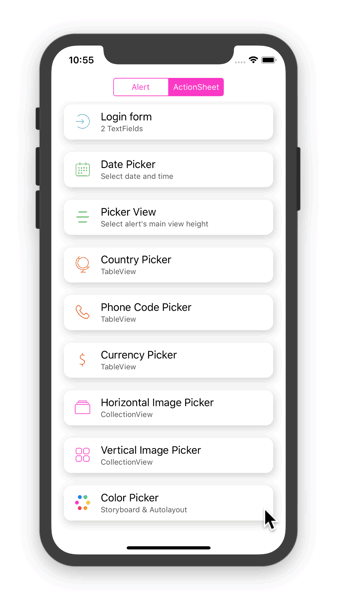 10:55
Alert ActionSheet
Login form
2 TextFields
Date Picker
Select date and time
Picker View
Select alert's main view height
Country Picker
TableView
Phone Code Picker
TableView
Currency Picker
TableView
Horizontal Image Picker
CollectionView
Vertical Image Picker
CollectionView
Color Picker
Storyboard & Autolayout